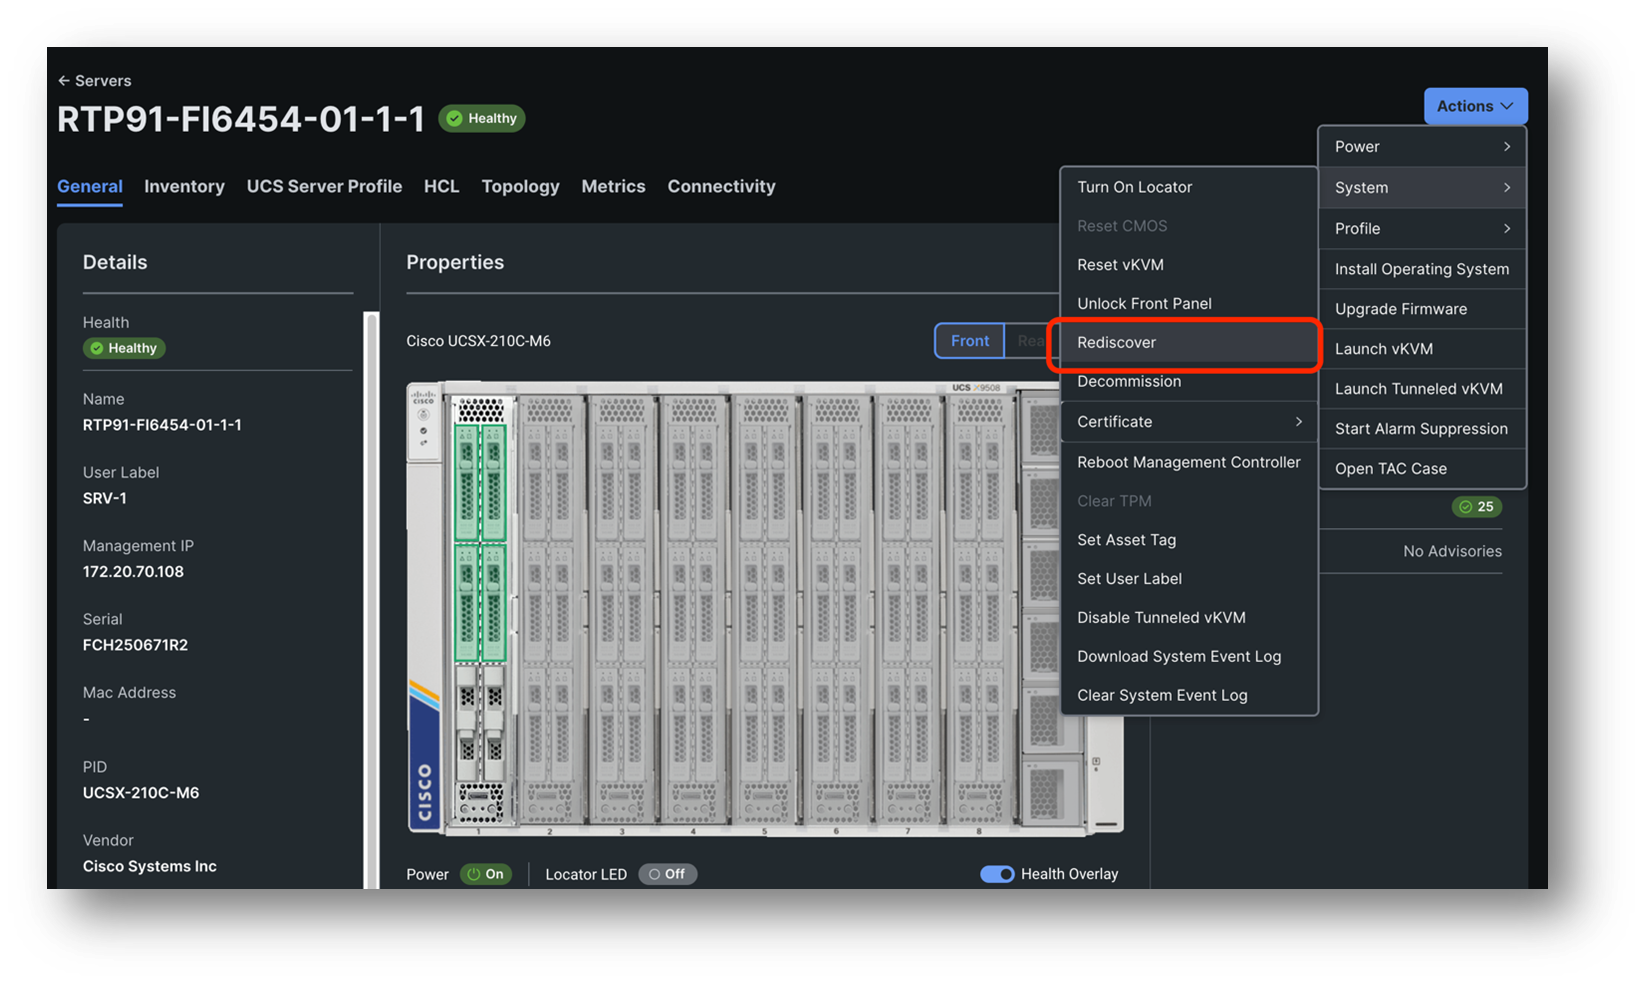 ← Servers
RTP91-FI6454-01-1-1 Healthy
Actions
General Inventory UCS Server Profile HCL Topology Metrics Connectivity
Details
Health
Healthy
Name
RTP91-FI6454-01-1-1
User Label
SRV-1
Management IP
172.20.70.108
Serial
FCH250671R2
Mac Address
-
PID
UCSX-210C-M6
Vendor
Cisco Systems Inc
Properties
Cisco UCSX-210C-M6
Front Rea
UCS X9508
CISCO
CISCO
1 2 3 4 5 6 7 8
Power On Locator LED Off
Health Overlay
Turn On Locator
Reset CMOS
Reset vKVM
Unlock Front Panel
Rediscover
Decommission
Certificate
Reboot Management Controller
Clear TPM
Set Asset Tag
Set User Label
Disable Tunneled vKVM
Download System Event Log
Clear System Event Log
Power
System
Profile
Install Operating System
Upgrade Firmware
Launch vKVM
Launch Tunneled vKVM
Start Alarm Suppression
Open TAC Case
25
No Advisories